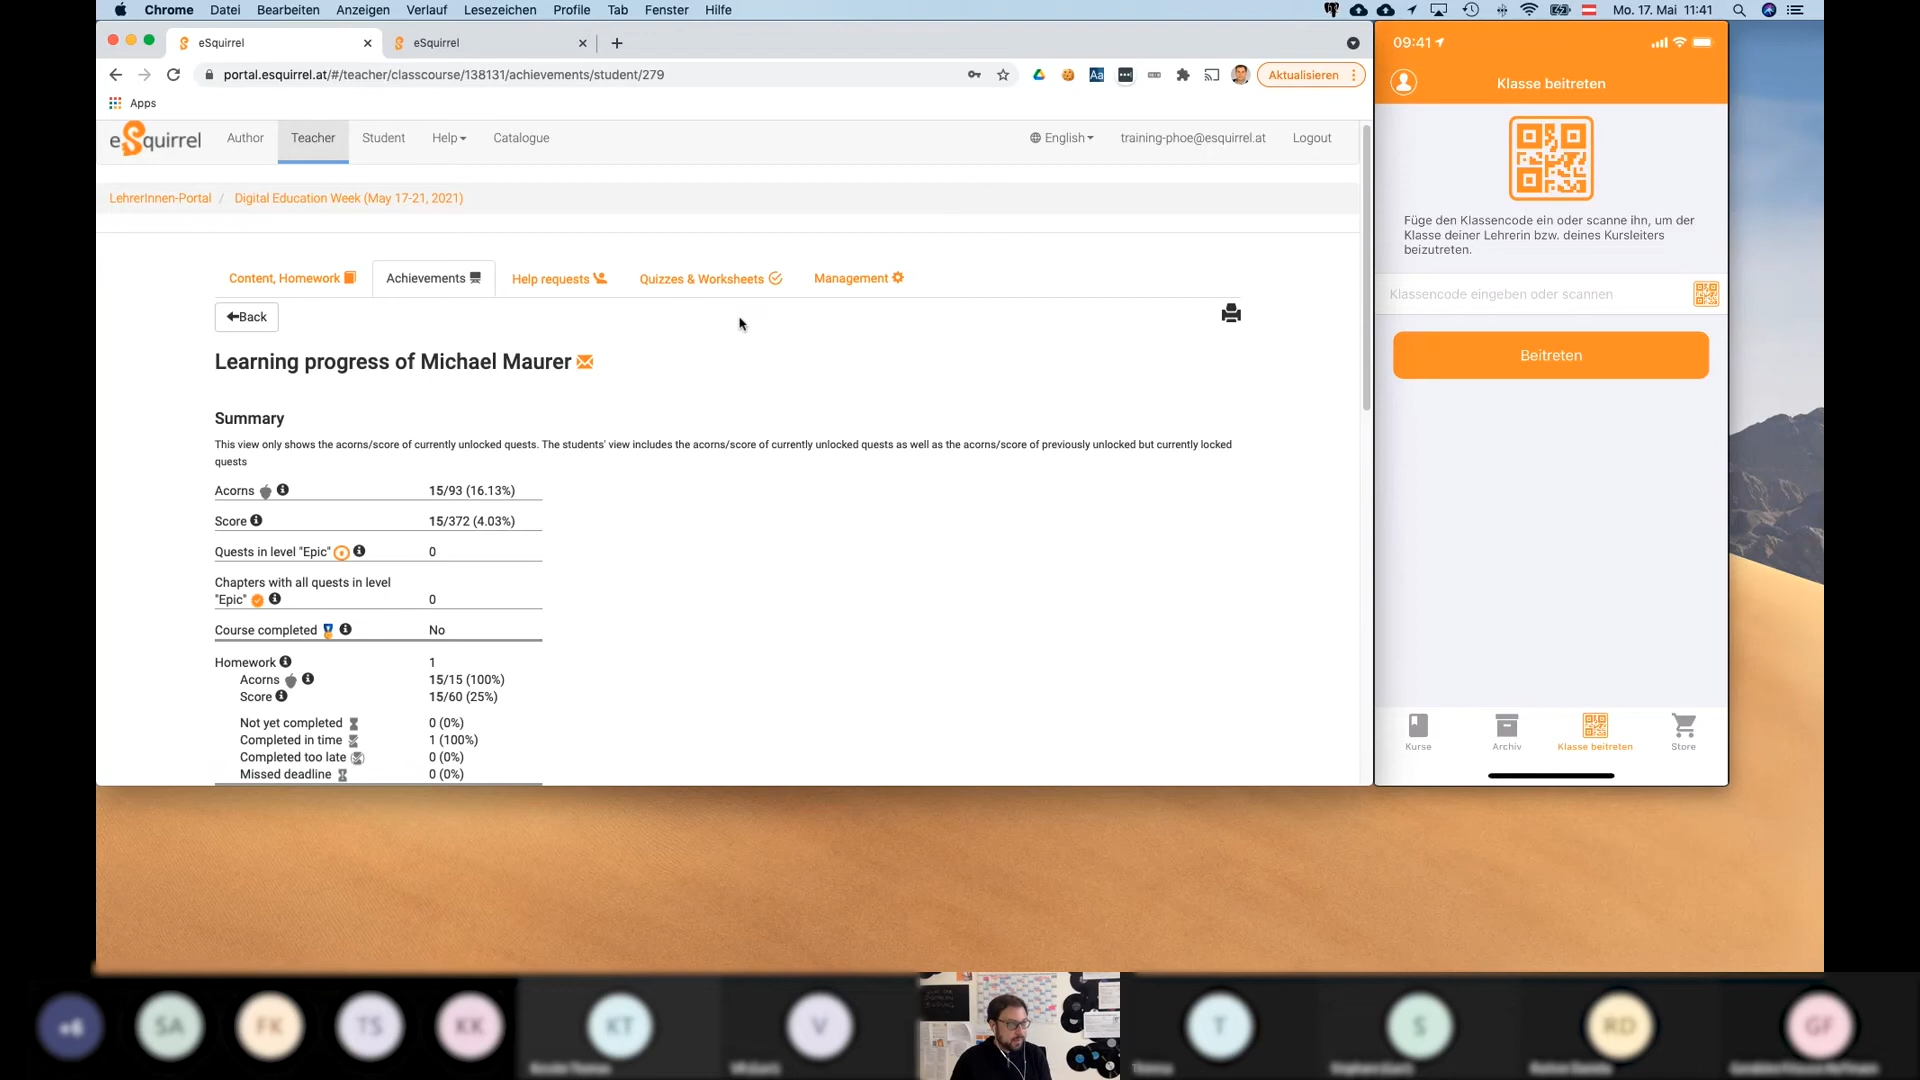 Chrome Datei Bearbeiten Anzeigen Verlauf Lesezeichen Profile Tab Fenster Hilfe Mo. 17. Mai 11:41
eSquirrel eSquirrel
portal.esquirrel.at/#/teacher/classcourse/138131/achievements/student/279 Aktualisieren
Apps
eSquirrel Author Teacher Student Help Catalogue English training-phoe@esquirrel.at Logout
LehrerInnen-Portal / Digital Education Week (May 17-21, 2021)
Content, Homework Achievements Help requests Quizzes & Worksheets Management
Back
Learning progress of Michael Maurer
Summary
This view only shows the acorns/score of currently unlocked quests. The students' view includes the acorns/score of currently unlocked quests as well as the acorns/score of previously unlocked but currently locked
quests
Acorns 15/93 (16.13%)
Score 15/372 (4.03%)
Quests in level "Epic" 0
Chapters with all quests in level
"Epic" 0
Course completed No
Homework 1
Acorns 15/15 (100%)
Score 15/60 (25%)
Not yet completed 0 (0%)
Completed in time 1 (100%)
Completed too late 0 (0%)
Missed deadline 0 (0%)
09:41
Klasse beitreten
Füge den Klassencode ein oder scanne ihn, um der
Klasse deiner Lehrerin bzw. deines Kursleiters
beizutreten.
Klassencode eingeben oder scannen
Beitreten
Kurse Archiv Klasse beitreten Store
+6 SA FK TS KK KT V T S RD GF